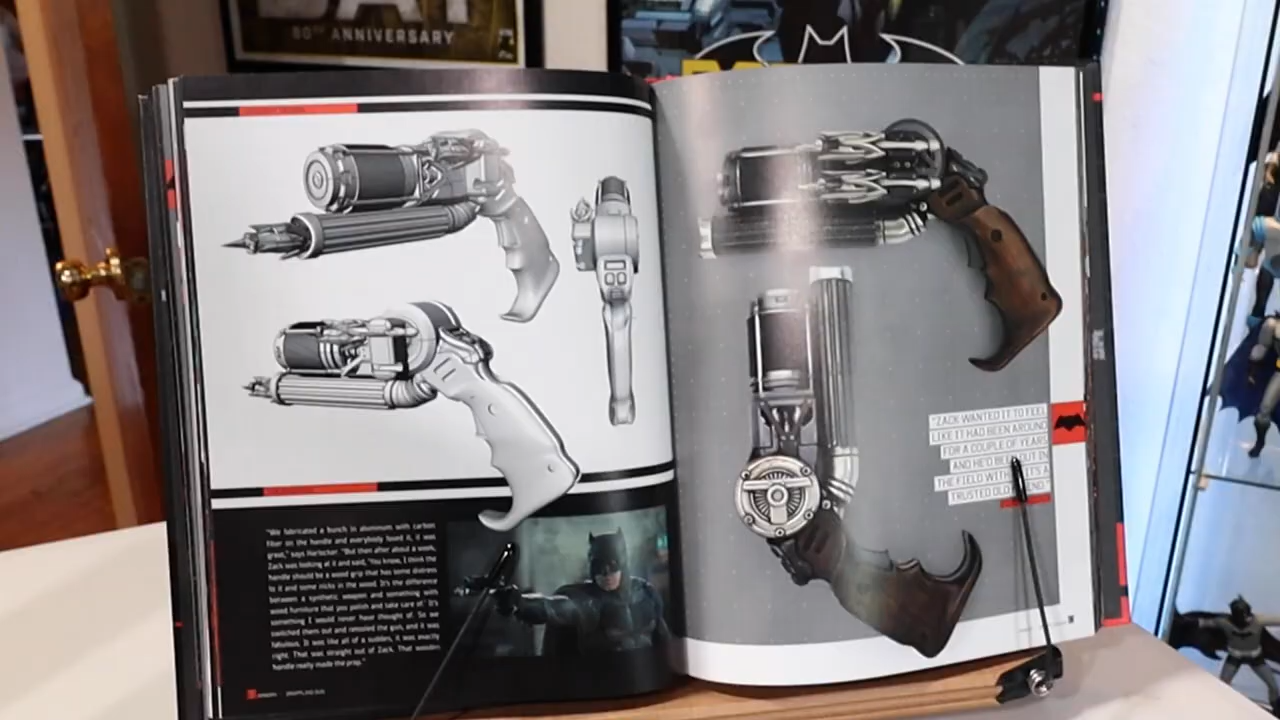 80TH ANNIVERSARY
"We fabricated a bunch in aluminum with carbon
fiber on the handle and everybody loved it, it was
great," says Harlocker. "But then after about a week,
Zack was looking at it and said, 'You know, I think the
handle should be a wood grip that has some distress
to it and some nicks in the wood. It's the difference
between a synthetic weapon and something with
wood furniture that you polish and take care of.' It's
something I would never have thought of. So we
switched them out and remolded the gun, and it was
fabulous. It was like all of a sudden, it was exactly
right. That was straight out of Zack. That wooden
handle really made the prop."
GRAPPLING GUN
"ZACK WANTED IT TO FEEL
LIKE IT HAD BEEN AROUND
FOR A COUPLE OF YEARS
AND HE'D BEEN OUT IN
THE FIELD WITH IT'S A
TRUSTED OLD FRIEND."